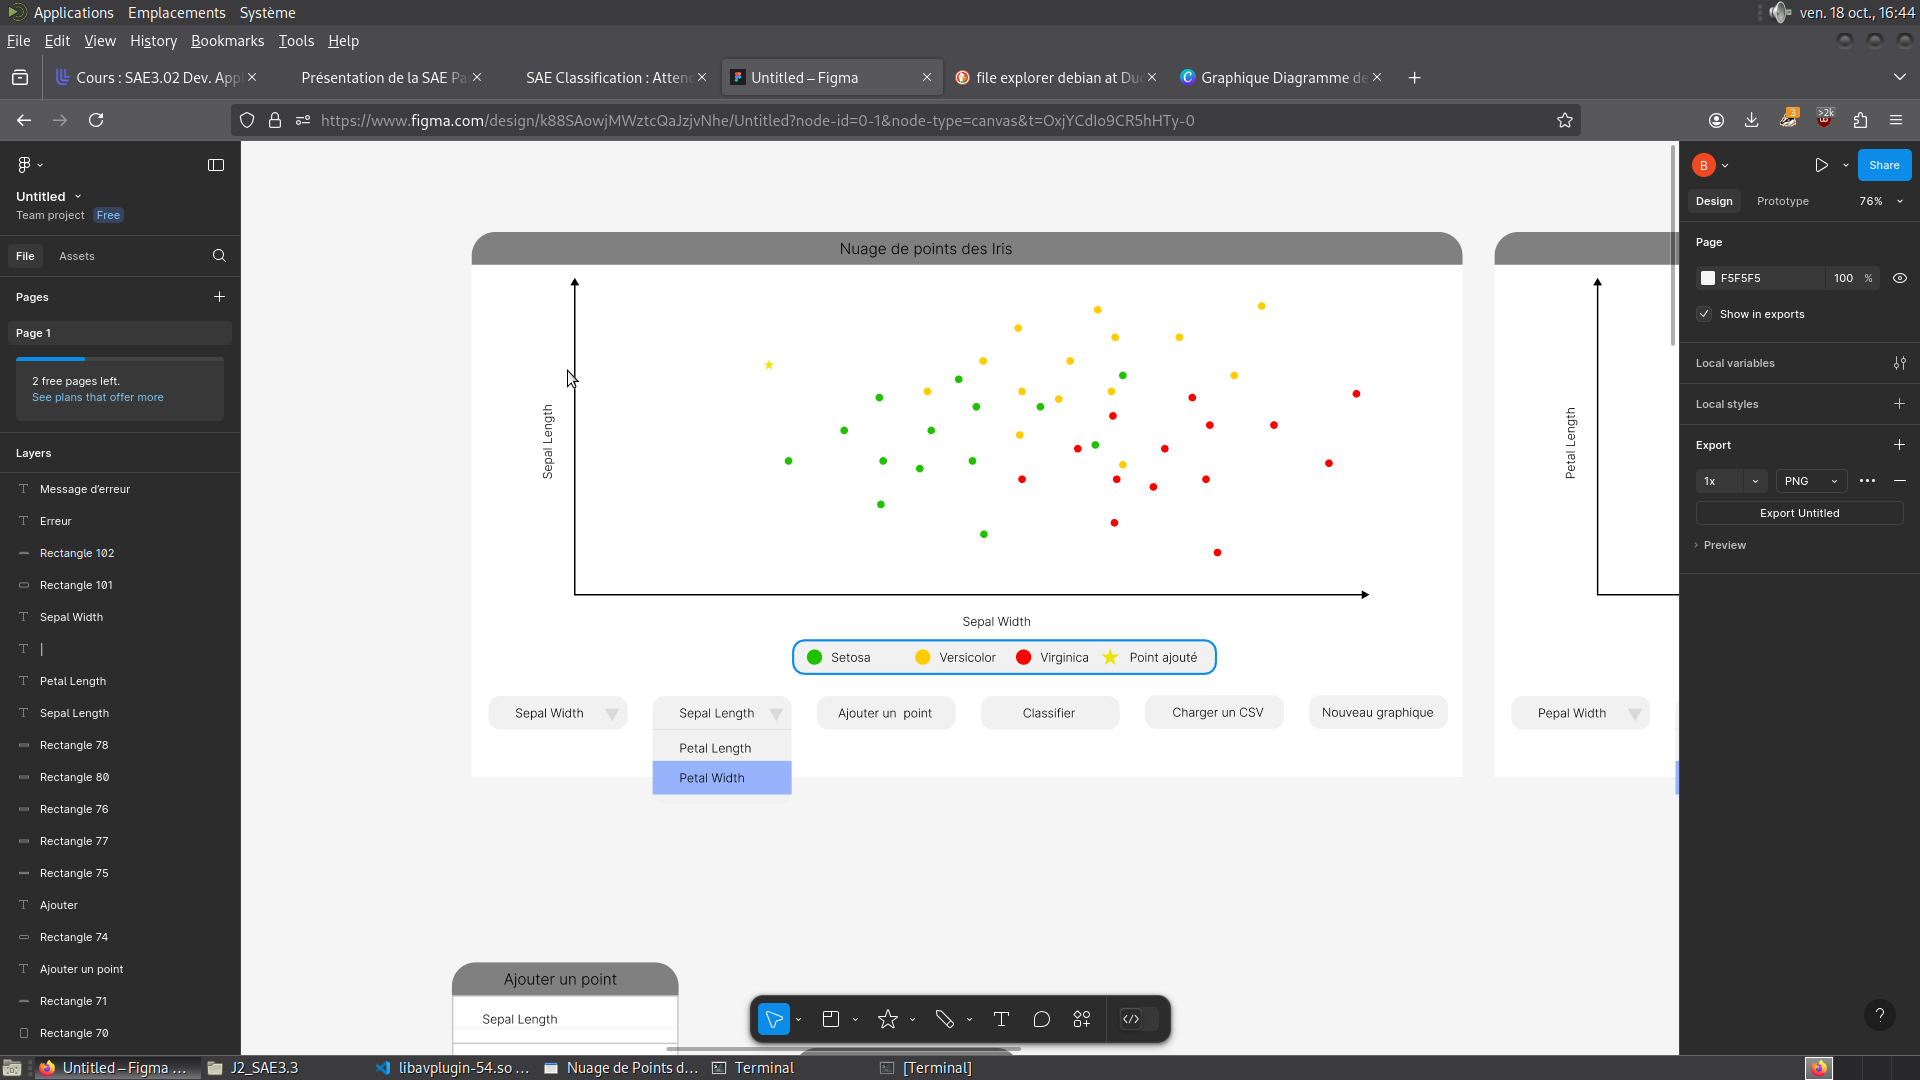 Applications Emplacements Système
ven. 18 oct., 16:44
File Edit View History Bookmarks Tools Help
Cours : SAE3.02 Dev. App
Présentation de la SAE Pa
SAE Classification : Attend
Untitled – Figma
file explorer debian at Duc
Graphique Diagramme de
https://www.figma.com/design/k88SAowjMWztcQaJzjvNhe/Untitled?node-id=0-1&node-type=canvas&t=OxjYCdIo9CR5hHTy-0
3
>2k
Untitled
Team project Free
File Assets
Pages
Page 1
2 free pages left.
See plans that offer more
Layers
Message d'erreur
Erreur
Rectangle 102
Rectangle 101
Sepal Width
|
Petal Length
Sepal Length
Rectangle 78
Rectangle 80
Rectangle 76
Rectangle 77
Rectangle 75
Ajouter
Rectangle 74
Ajouter un point
Rectangle 71
Rectangle 70
Nuage de points des Iris
Sepal Length
Sepal Width
Setosa Versicolor Virginica Point ajouté
Sepal Width
Sepal Length
Ajouter un point
Classifier
Charger un CSV
Nouveau graphique
Petal Length
Petal Width
Petal Length
Pepal Width
Ajouter un point
Sepal Length
B
Share
Design Prototype 76%
Page
F5F5F5 100 %
Show in exports
Local variables
Local styles
Export
1x PNG
Export Untitled
Preview
?
Untitled – Figma ...
J2_SAE3.3
libavplugin-54.so ...
Nuage de Points d...
Terminal
[Terminal]